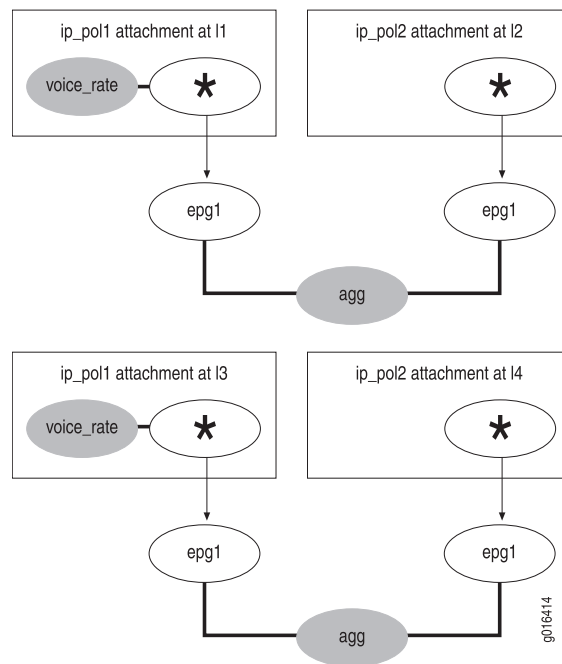 ip_pol1 attachment at l1
ip_pol2 attachment at l2
voice_rate
*
*
epg1
epg1
agg
ip_pol1 attachment at l3
ip_pol2 attachment at l4
voice_rate
*
*
epg1
epg1
agg
g016414